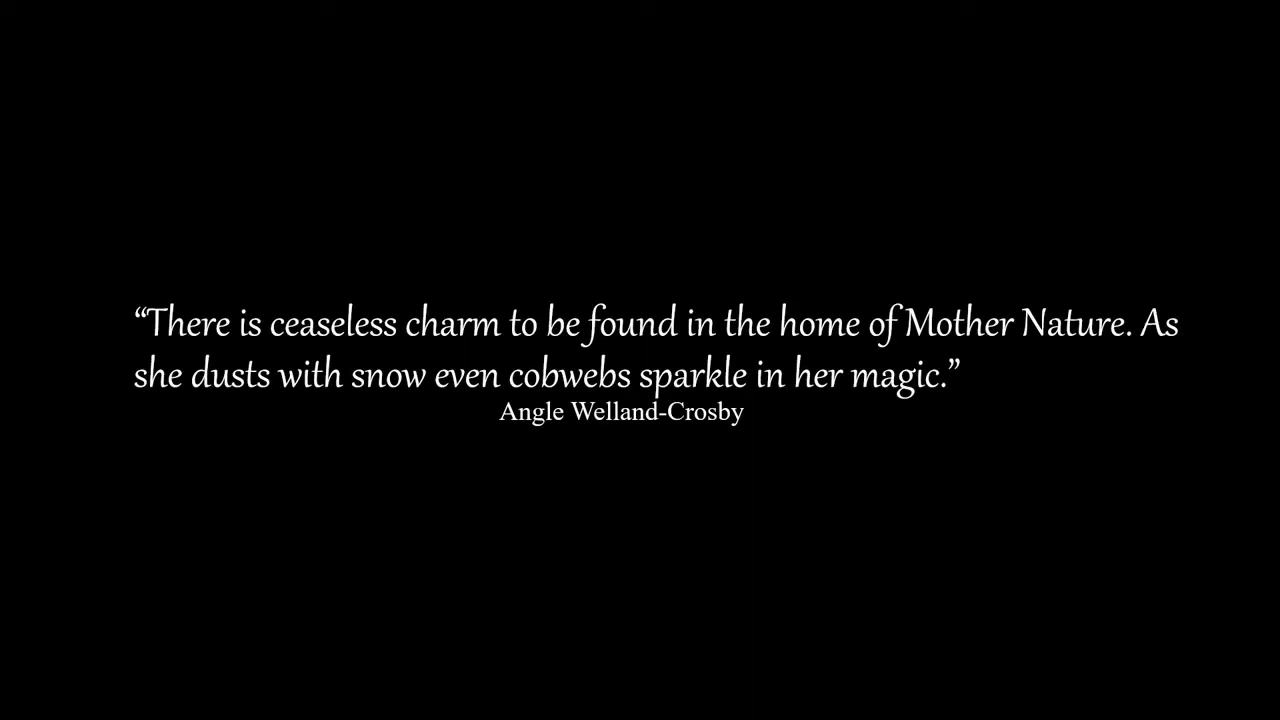 “There is ceaseless charm to be found in the home of Mother Nature. As
she dusts with snow even cobwebs sparkle in her magic.”
Angle Welland-Crosby